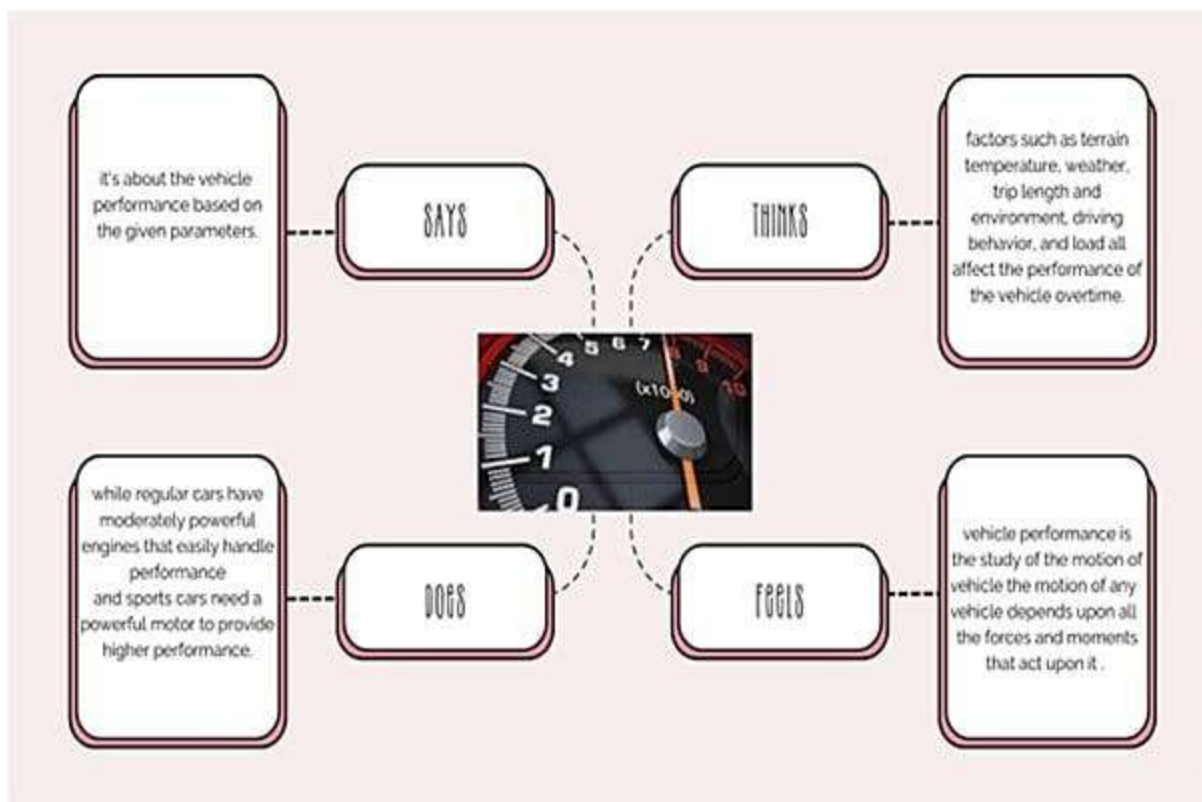 it's about the vehicle
performance based on
the given parameters.
SAYS
THINKS
factors such as terrain
temperature, weather,
trip length and
environment, driving
behavior, and load all
affect the performance of
the vehicle overtime.
4
5
6
7
8
9
10
3
(x1000)
2
1
0
while regular cars have
moderately powerful
engines that easily handle
performance
and sports cars need a
powerful motor to provide
higher performance.
DOES
FEELS
vehicle performance is
the study of the motion of
vehicle the motion of any
vehicle depends upon all
the forces and moments
that act upon it .